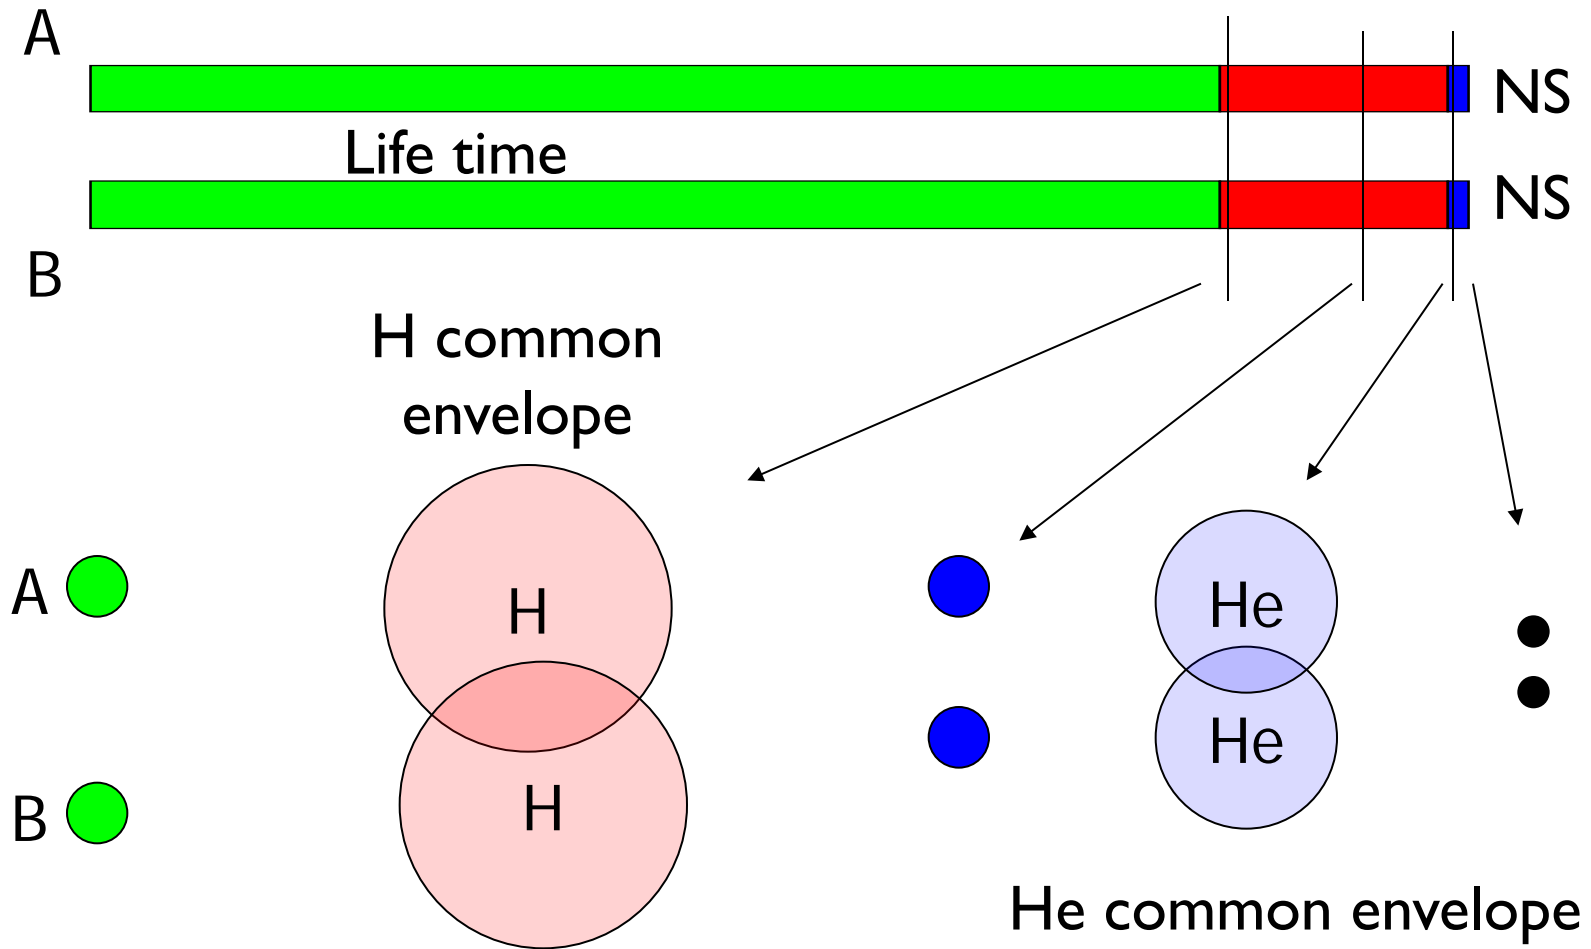 A
NS
Life time
NS
B
H common
envelope
A
H
He
He
B
H
He common envelope